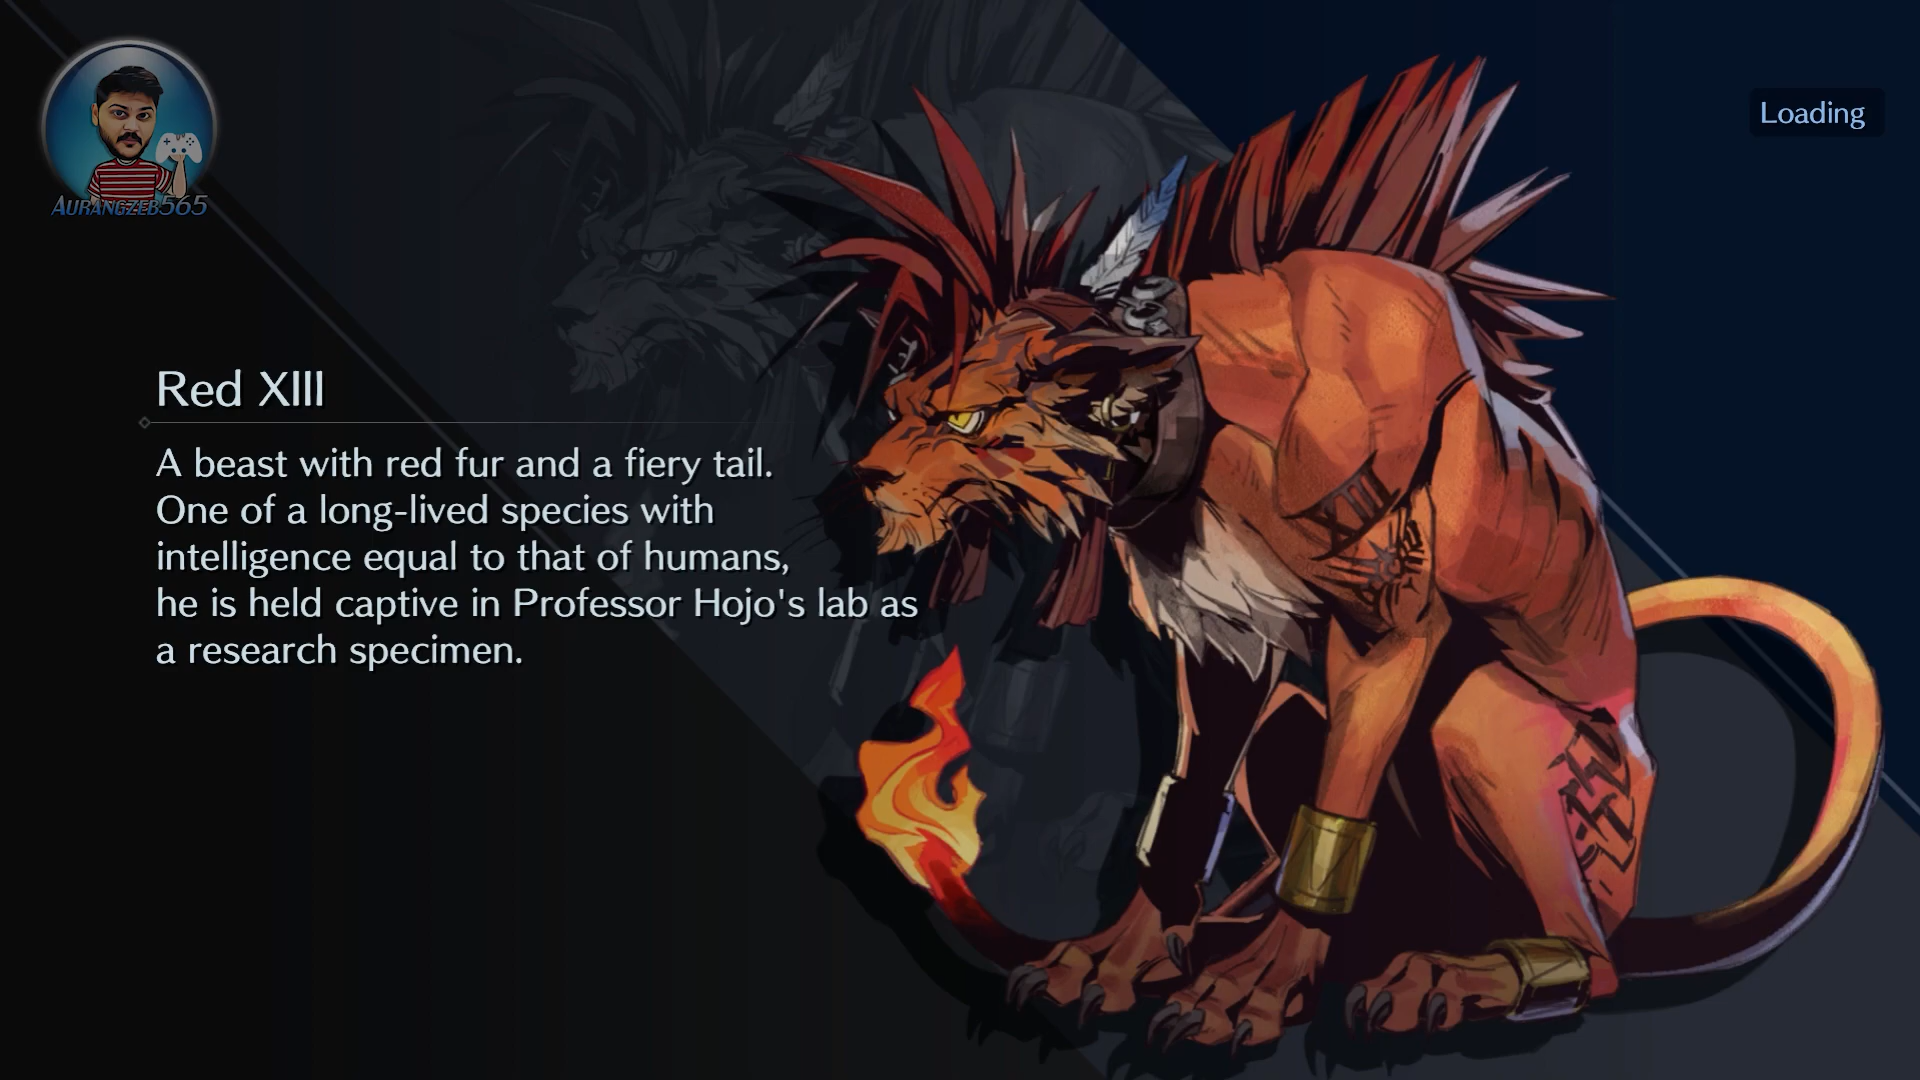 Aurangzeb565
Loading
Red XIII
A beast with red fur and a fiery tail.
One of a long-lived species with
intelligence equal to that of humans,
he is held captive in Professor Hojo's lab as
a research specimen.
XIII